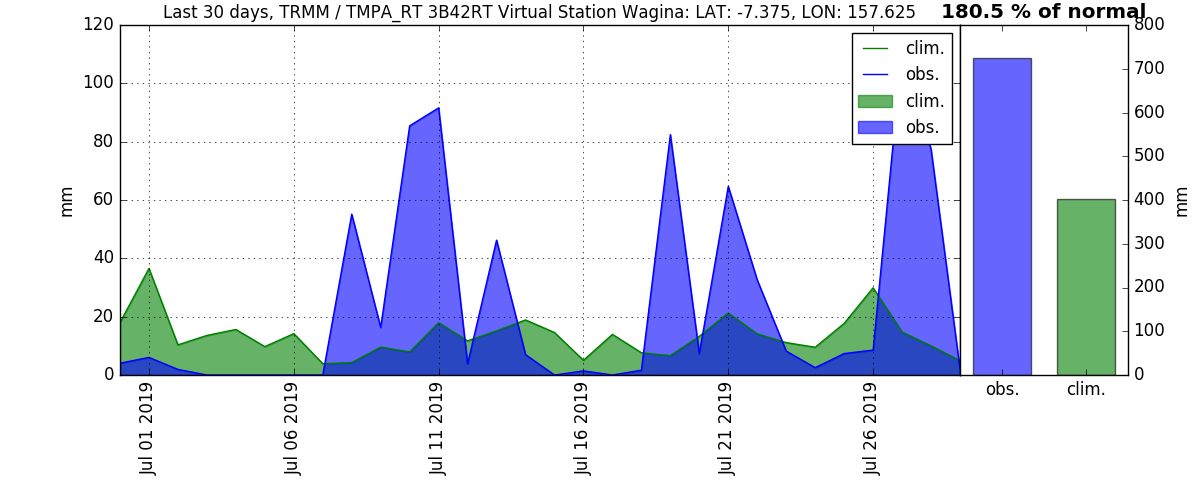 Last 30 days, TRMM / TMPA_RT 3B42RT Virtual Station Wagina: LAT: -7.375, LON: 157.625
180.5 % of normal
120
100
80
60
40
20
0
mm
clim.
obs.
clim.
obs.
800
700
600
500
400
300
200
100
0
mm
Jul 01 2019
Jul 06 2019
Jul 11 2019
Jul 16 2019
Jul 21 2019
Jul 26 2019
obs.
clim.